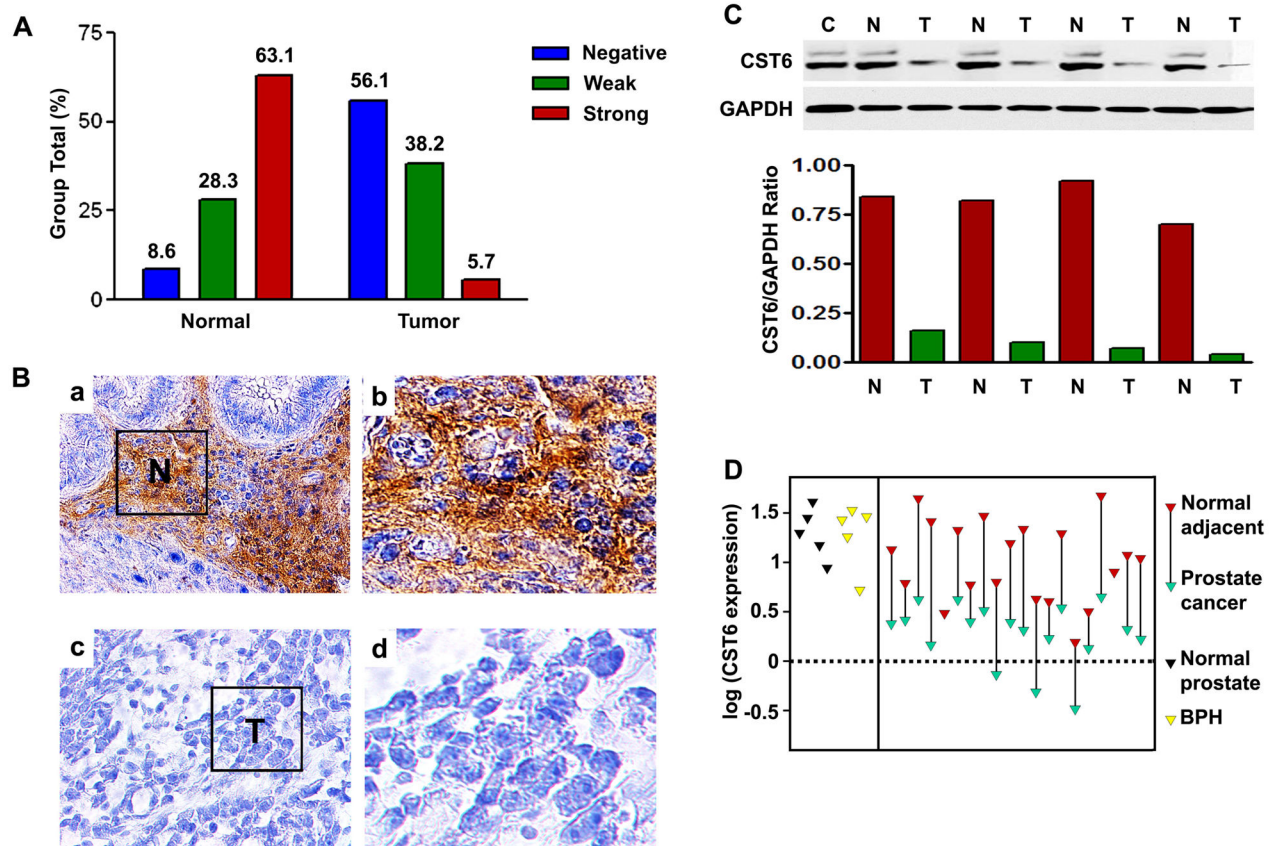 A
75
50
25
0
Group Total (%)
8.6
28.3
63.1
56.1
38.2
5.7
Normal
Tumor
Negative
Weak
Strong
B
a
N
b
c
T
d
C
C N T N T N T N T
CST6
GAPDH
CST6/GAPDH Ratio
1.00
0.75
0.50
0.25
0.00
N T N T N T N T
D
log (CST6 expression)
1.5
1
0.5
0
-0.5
Normal
adjacent
Prostate
cancer
Normal
prostate
BPH